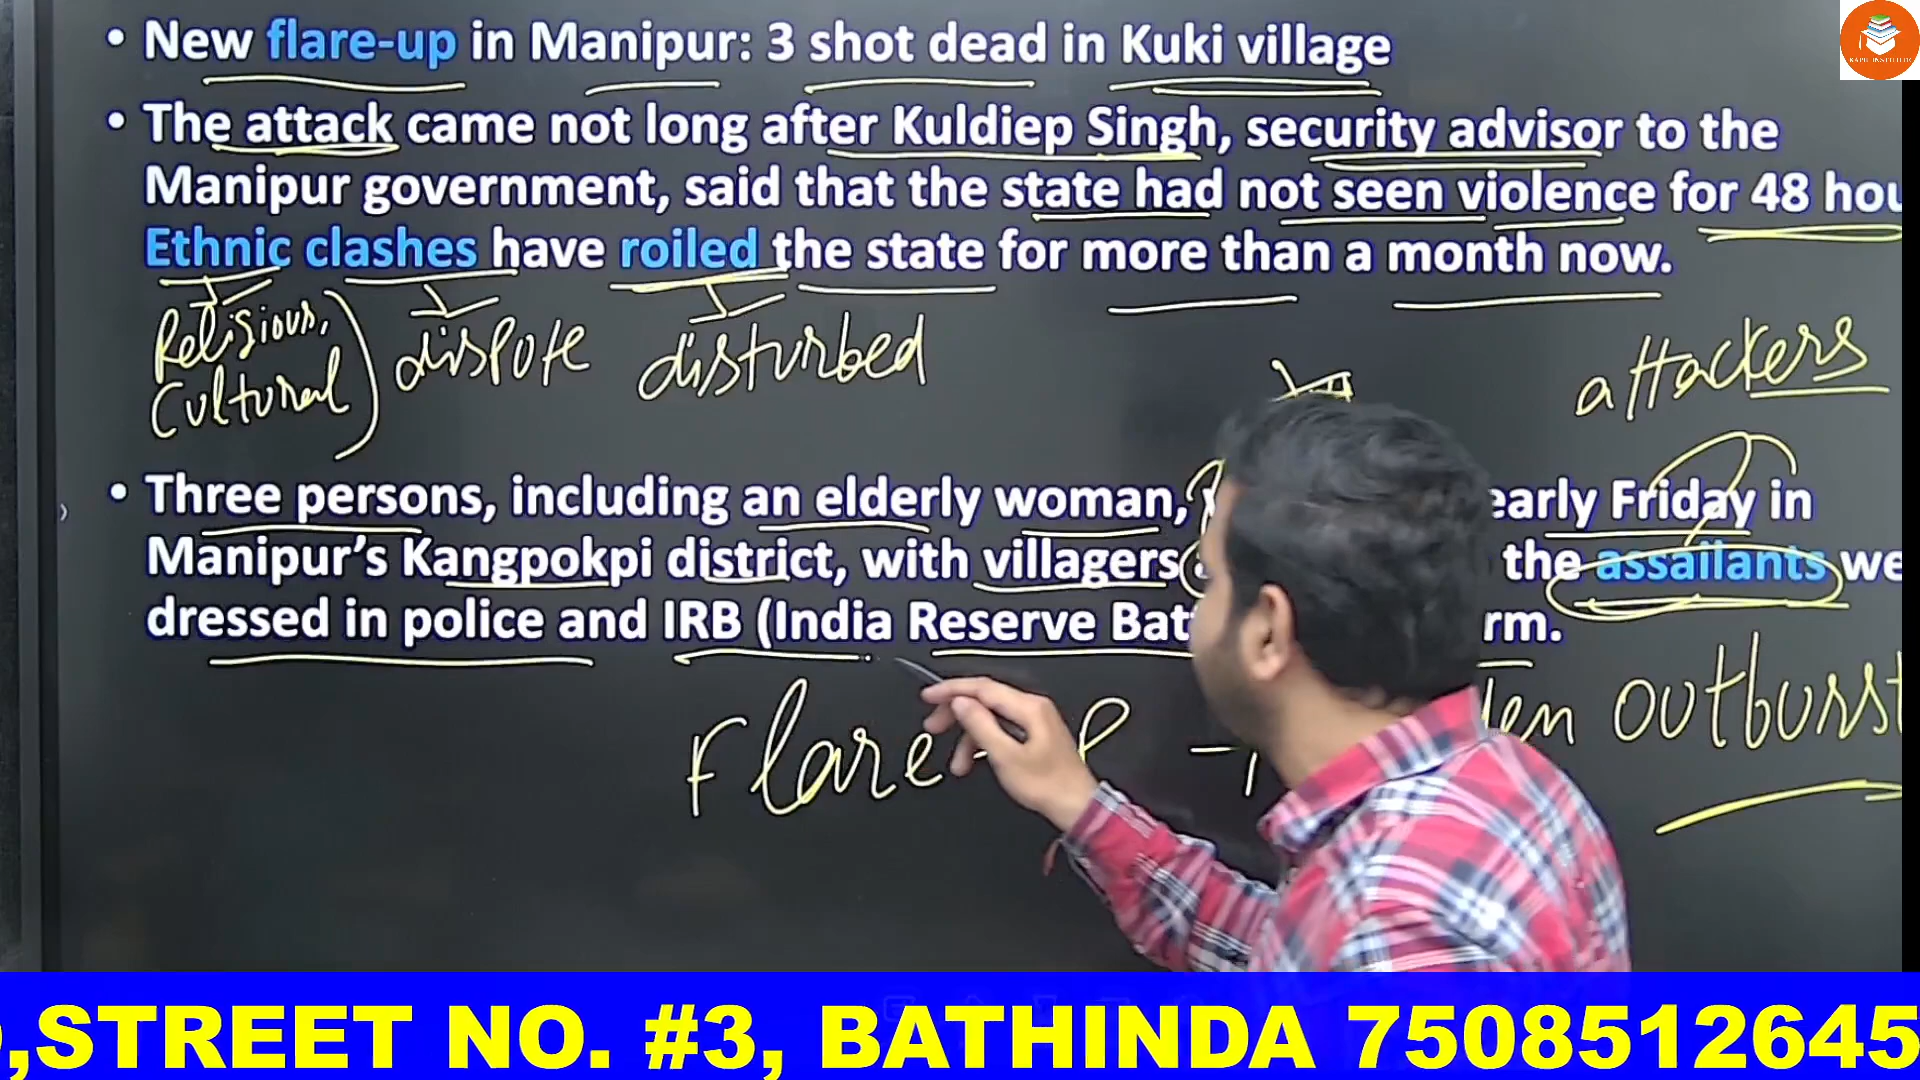 • New flare-up in Manipur: 3 shot dead in Kuki village
• The attack came not long after Kuldiep Singh, security advisor to the
Manipur government, said that the state had not seen violence for 48 hou
Ethnic clashes have roiled the state for more than a month now.
Religious,
Cultural)
dispute
disturbed
attackers
• Three persons, including an elderly woman, early Friday in
Manipur's Kangpokpi district, with villagers the assailants we
dressed in police and IRB (India Reserve Bat rm.
Flare- P - den outburst
,STREET NO. #3, BATHINDA 7508512645